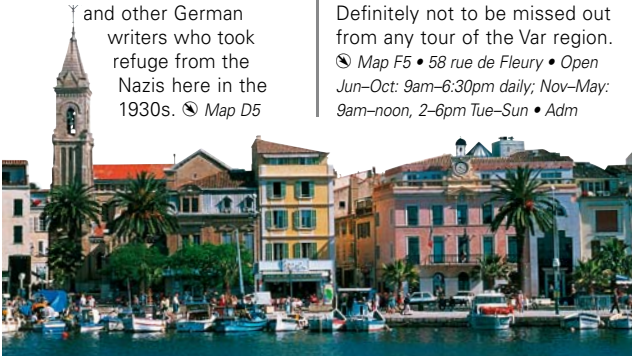 and other German
writers who took
refuge from the
Nazis here in the
1930s. Map D5
Definitely not to be missed out
from any tour of the Var region.
Map F5 • 58 rue de Fleury • Open
Jun–Oct: 9am–6:30pm daily; Nov–May:
9am–noon, 2–6pm Tue–Sun • Adm